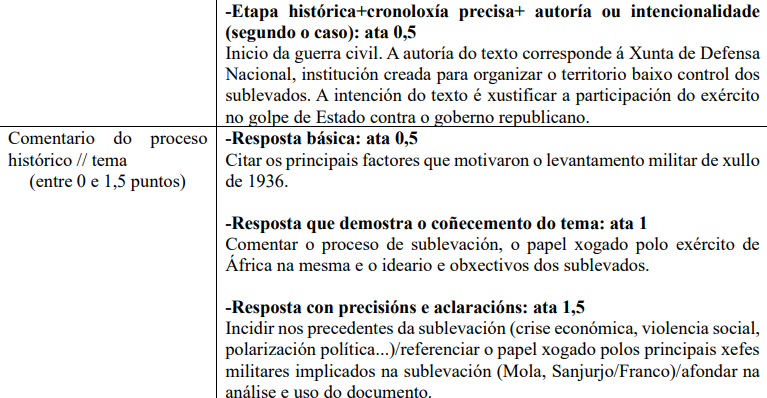 -Etapa histórica+cronoloxía precisa+ autoría ou intencionalidade
(segundo o caso): ata 0,5
Inicio da guerra civil. A autoría do texto corresponde á Xunta de Defensa
Nacional, institución creada para organizar o territorio baixo control dos
sublevados. A intención do texto é xustificar a participación do exército
no golpe de Estado contra o goberno republicano.
Comentario do proceso
histórico // tema
(entre 0 e 1,5 puntos)
-Resposta básica: ata 0,5
Citar os principais factores que motivaron o levantamento militar de xullo
de 1936.
-Resposta que demostra o coñecemento do tema: ata 1
Comentar o proceso de sublevación, o papel xogado polo exército de
África na mesma e o ideario e obxectivos dos sublevados.
-Resposta con precisións e aclaracións: ata 1,5
Incidir nos precedentes da sublevación (crise económica, violencia social,
polarización política...)/referenciar o papel xogado polos principais xefes
militares implicados na sublevación (Mola, Sanjurjo/Franco)/afondar na
análise e uso do documento.